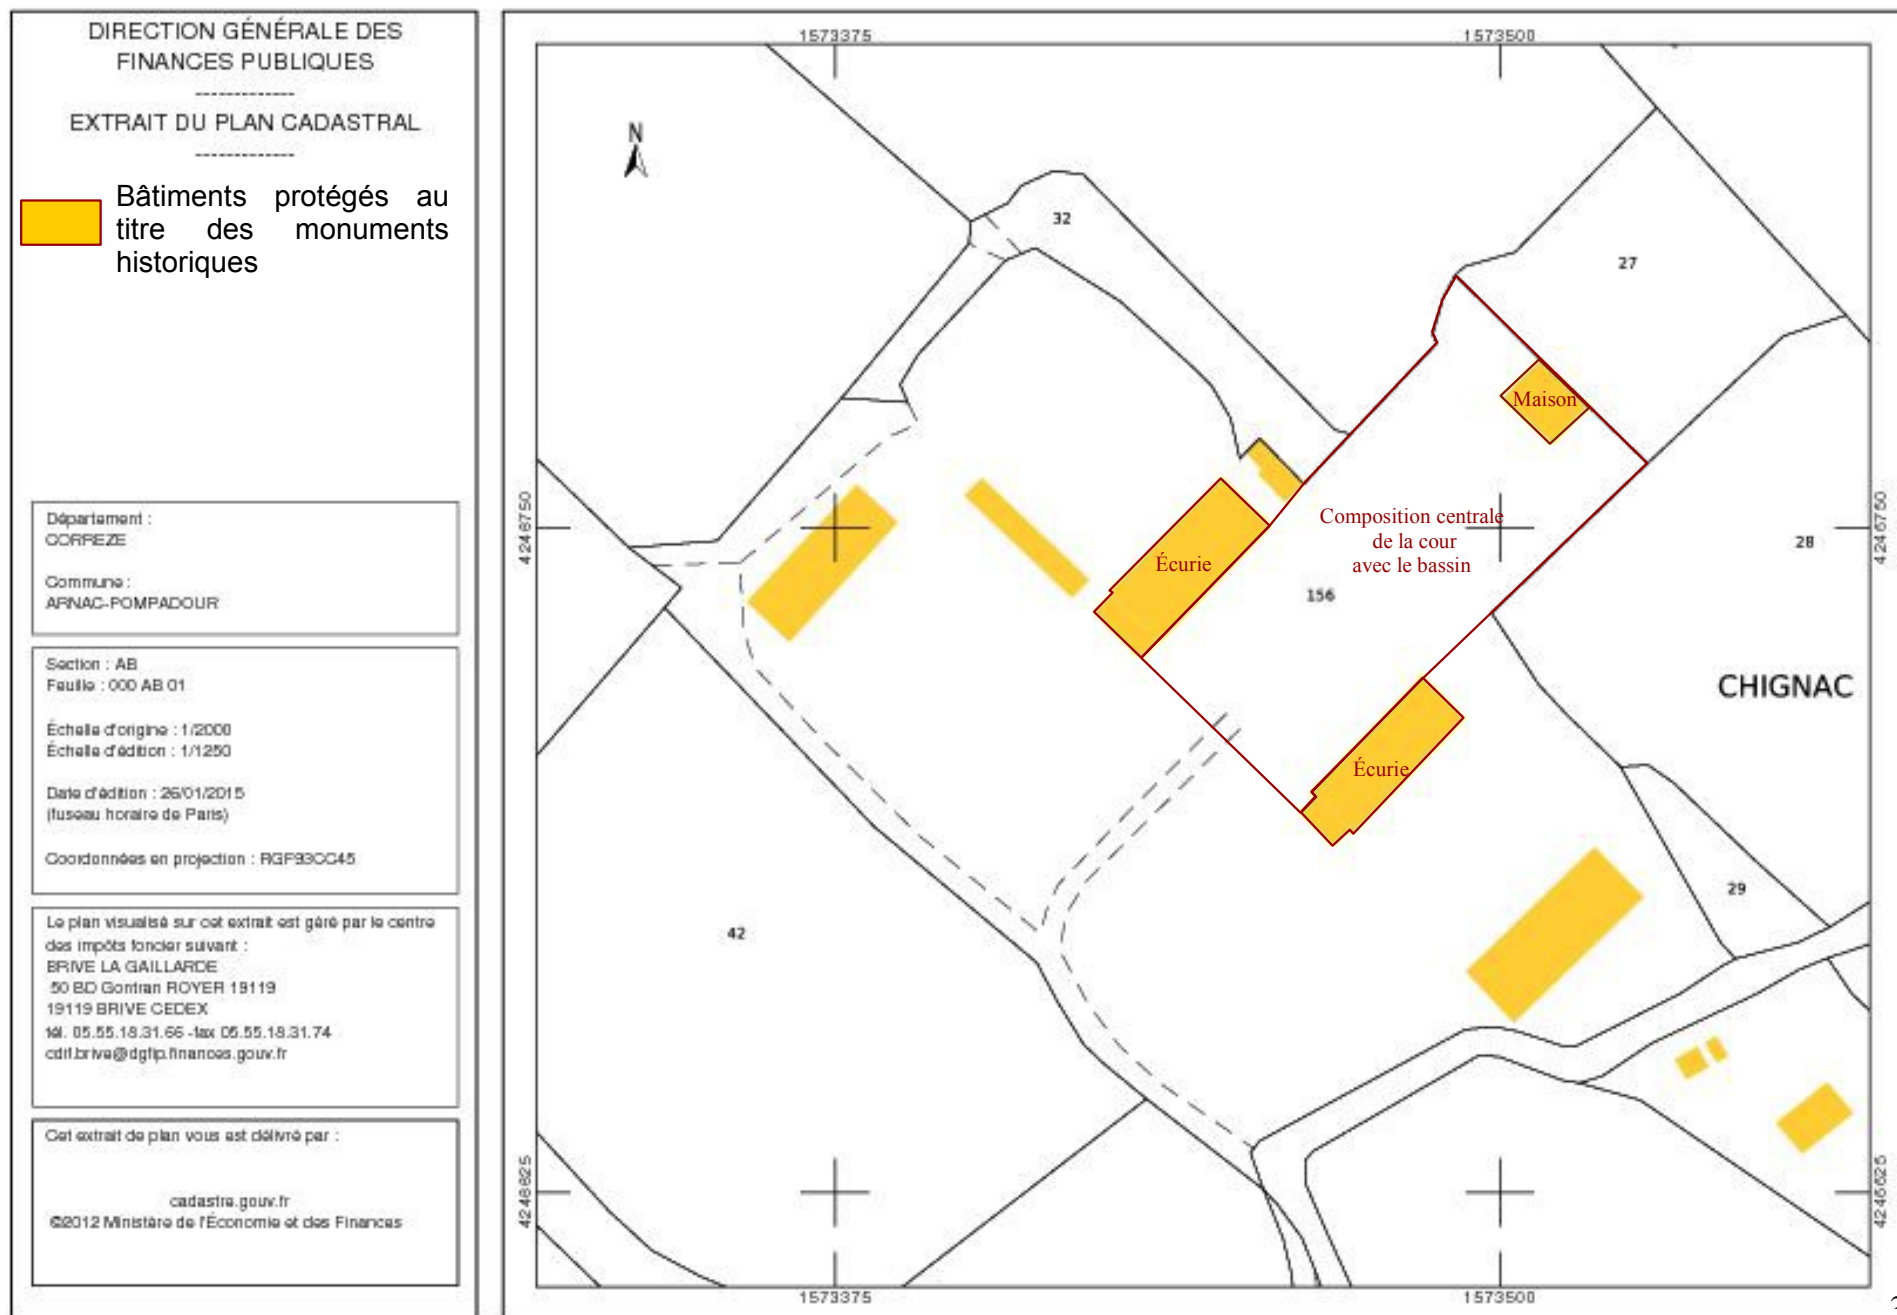 DIRECTION GÉNÉRALE DES
FINANCES PUBLIQUES
-------------
EXTRAIT DU PLAN CADASTRAL
-------------
Bâtiments protégés au
titre des monuments
historiques
Département :
CORREZE
Commune :
ARNAC-POMPADOUR
Section : AB
Feuille : 000 AB 01
Échelle d'origine : 1/2000
Échelle d'édition : 1/1250
Date d'édition : 26/01/2015
(fuseau horaire de Paris)
Coordonnées en projection : RGF93CC45
Le plan visualisé sur cet extrait est géré par le centre
des impôts foncier suivant :
BRIVE LA GAILLARDE
50 BD Gontran ROYER 19119
19119 BRIVE CEDEX
tél. 05.55.18.31.66 -fax 05.55.18.31.74
cdif.brive@dgfip.finances.gouv.fr
Cet extrait de plan vous est délivré par :
cadastre.gouv.fr
©2012 Ministère de l'Économie et des Finances
1573375
1573500
N
32
27
Maison
4246750
Composition centrale
de la cour
avec le bassin
4246750
28
Écurie
156
CHIGNAC
Écurie
29
42
4246625
4246625
1573375
1573500